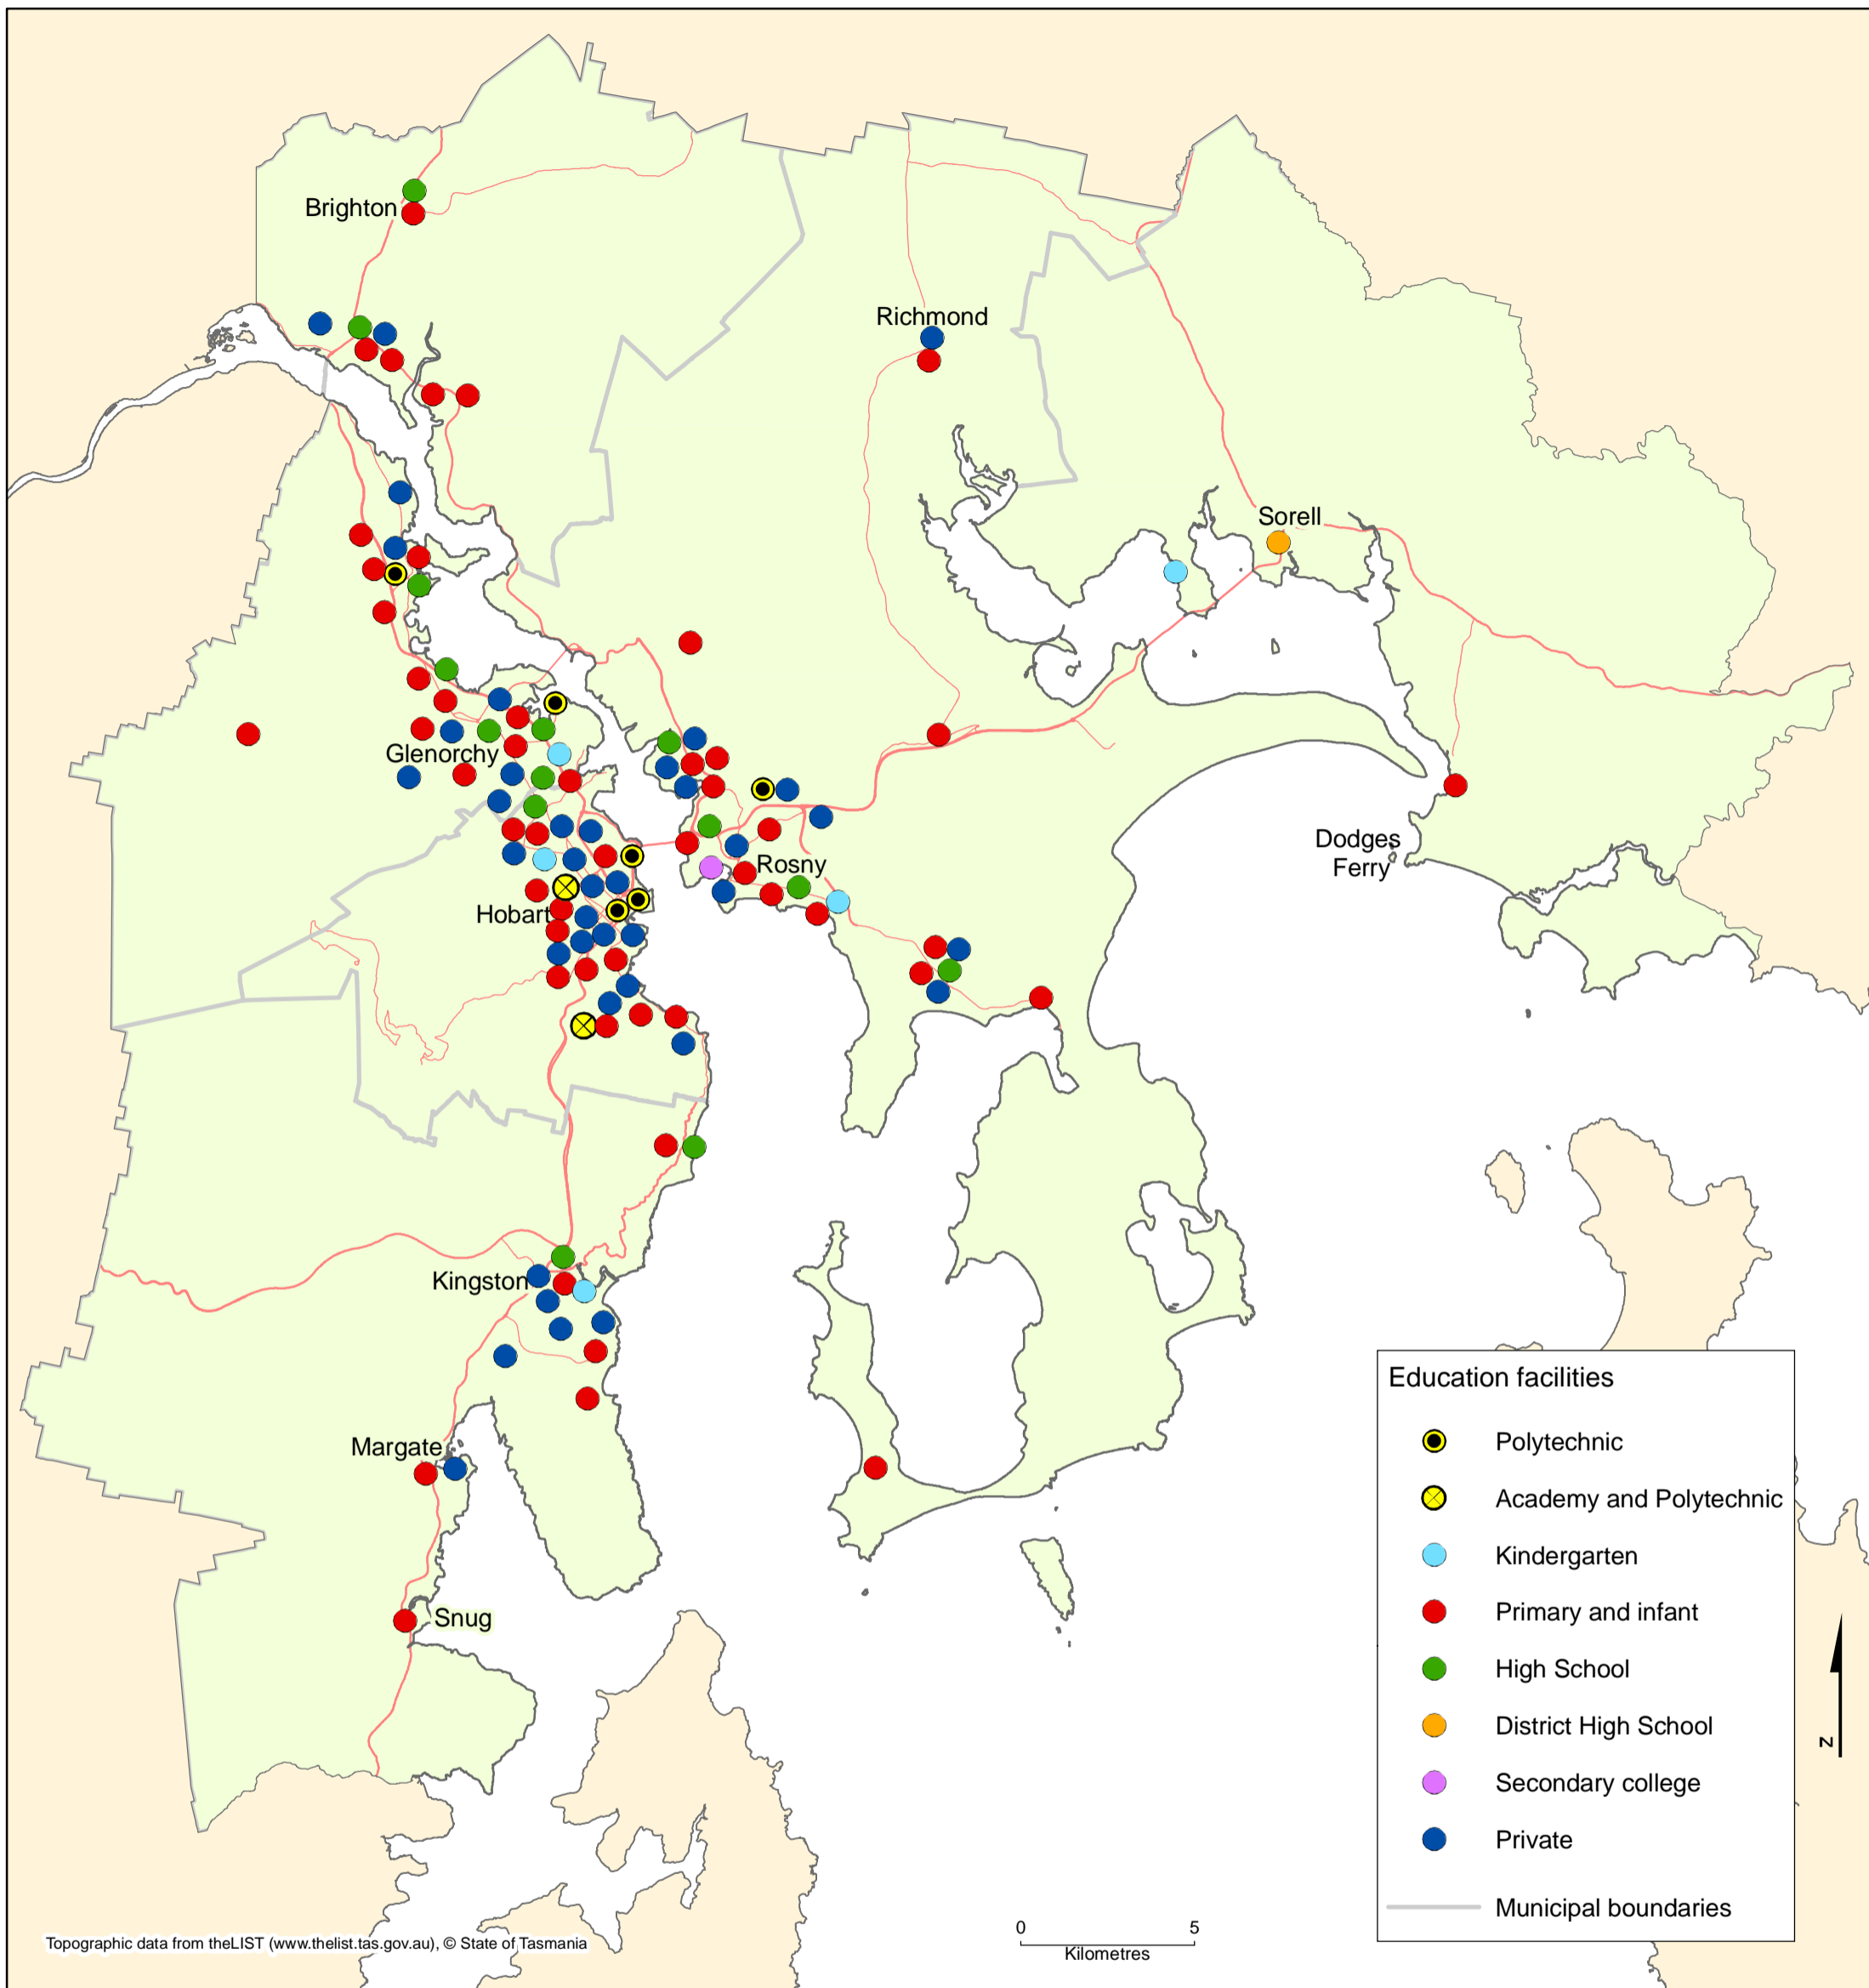 Brighton
Richmond
Sorell
Glenorchy
Dodges
Ferry
Rosny
Hobart
Kingston
Margate
Snug
Education facilities
Polytechnic
Academy and Polytechnic
Kindergarten
Primary and infant
High School
District High School
Secondary college
Private
Municipal boundaries
N
0 5
Kilometres
Topographic data from theLIST (www.thelist.tas.gov.au), © State of Tasmania